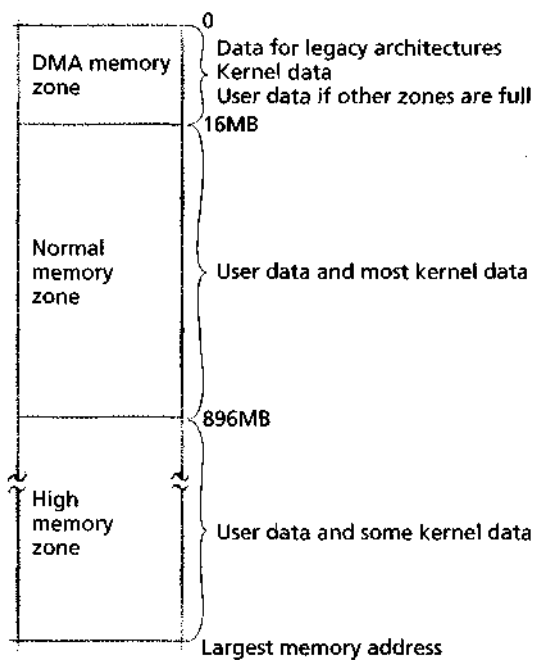 0
DMA memory
zone
Data for legacy architectures
Kernel data
User data if other zones are full
16MB
Normal
memory
zone
User data and most kernel data
896MB
High
memory
zone
User data and some kernel data
Largest memory address